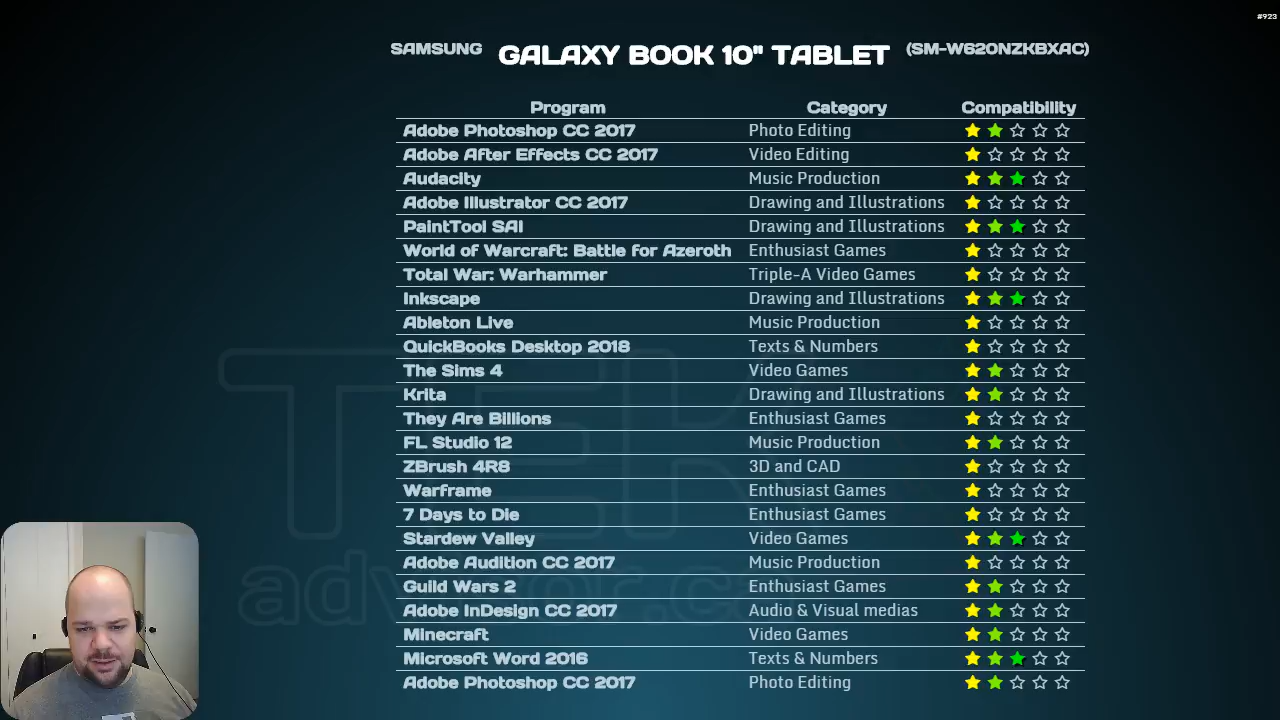 #923
SAMSUNG GALAXY BOOK 10" TABLET (SM-W620NZKBXAC)
Program Category Compatibility
Adobe Photoshop CC 2017 Photo Editing
Adobe After Effects CC 2017 Video Editing
Audacity Music Production
Adobe Illustrator CC 2017 Drawing and Illustrations
PaintTool SAI Drawing and Illustrations
World of Warcraft: Battle for Azeroth Enthusiast Games
Total War: Warhammer Triple-A Video Games
Inkscape Drawing and Illustrations
Ableton Live Music Production
QuickBooks Desktop 2018 Texts & Numbers
The Sims 4 Video Games
Krita Drawing and Illustrations
They Are Billions Enthusiast Games
FL Studio 12 Music Production
ZBrush 4R8 3D and CAD
Warframe Enthusiast Games
7 Days to Die Enthusiast Games
Stardew Valley Video Games
Adobe Audition CC 2017 Music Production
Guild Wars 2 Enthusiast Games
Adobe InDesign CC 2017 Audio & Visual medias
Minecraft Video Games
Microsoft Word 2016 Texts & Numbers
Adobe Photoshop CC 2017 Photo Editing